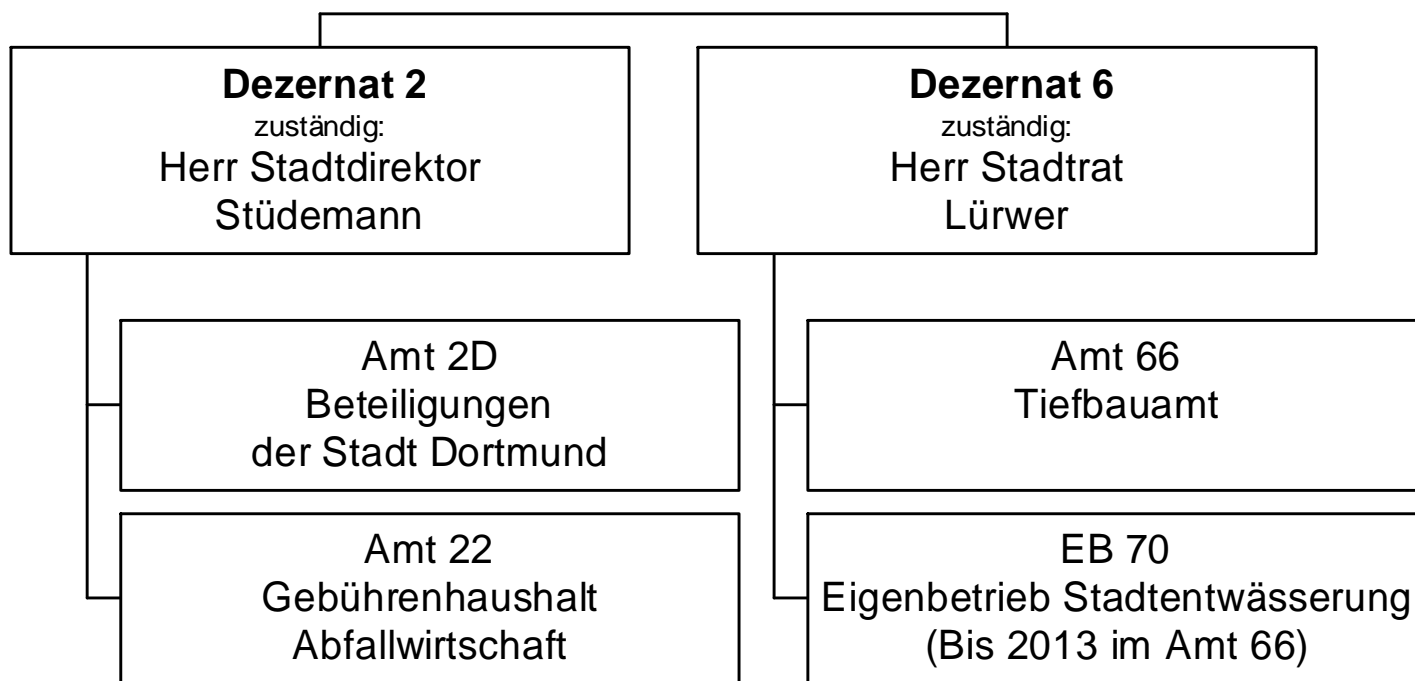 Dezernat 2
zuständig:
Herr Stadtdirektor
Stüdemann
Dezernat 6
zuständig:
Herr Stadtrat
Lürwer
Amt 2D
Beteiligungen
der Stadt Dortmund
Amt 66
Tiefbauamt
Amt 22
Gebührenhaushalt
Abfallwirtschaft
EB 70
Eigenbetrieb Stadtentwässerung
(Bis 2013 im Amt 66)